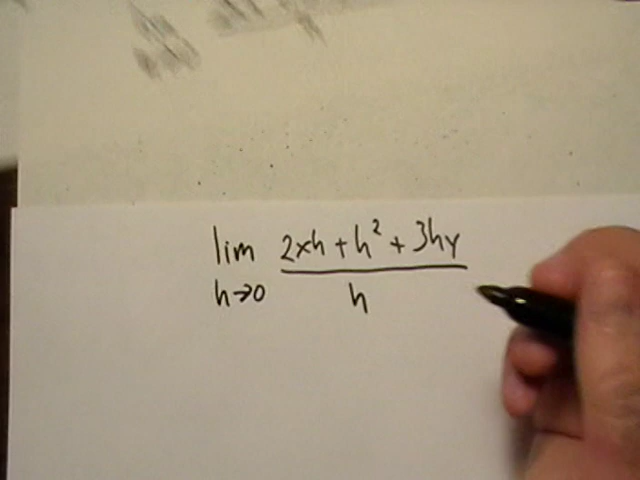 lim 2xh + h² + 3hy
h→0 h